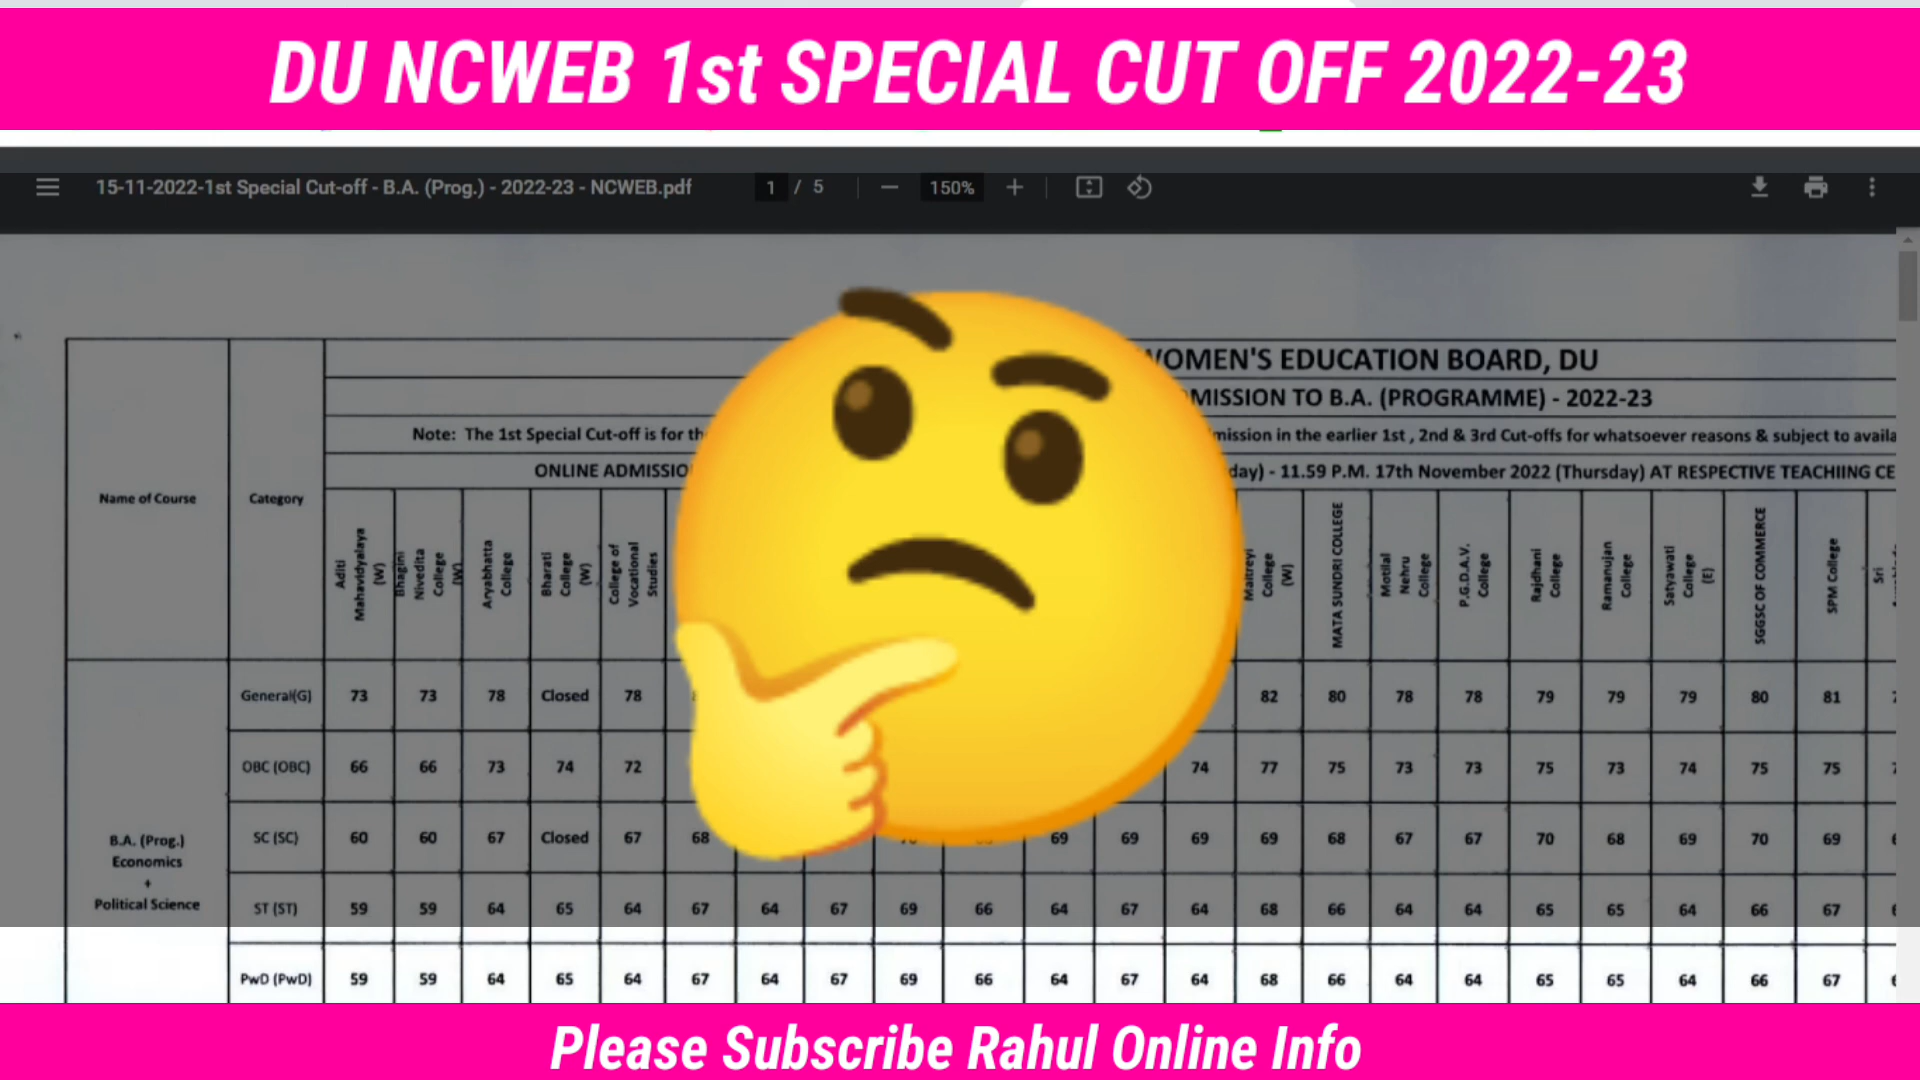 DU NCWEB 1st SPECIAL CUT OFF 2022-23
15-11-2022-1st Special Cut-off - B.A. (Prog.) - 2022-23 - NCWEB.pdf 1 / 5 150%
WOMEN'S EDUCATION BOARD, DU
TO B.A. (PROGRAMME) - 2022-23
Note: The 1st Special Cut-off is for in the earlier 1st , 2nd & 3rd Cut-offs for whatsoever reasons & subject to
ONLINE - 11.59 P.M. 17th November 2022 (Thursday) AT RESPECTIVE TEACHIING
Name of Course Category
Aditi Mahavidyalaya (W)
Bhagini Nivedita College (W)
Aryabhatta College
Bharati College (W)
College of Vocational Studies
Maitreyi College (W)
MATA SUNDRI COLLEGE
Motilal Nehru College
P.G.D.A.V. College
Rajdhani College
Ramanujan College
Satyawati College (E)
SGGSC OF COMMERCE
SPM College
Sri
General(G) 73 73 78 Closed 78 82 80 78 78 79 79 79 80 81
OBC (OBC) 66 66 73 74 72 74 77 75 73 73 75 73 74 75 75
B.A. (Prog.)
Economics
+
Political Science
SC (SC) 60 60 67 Closed 67 68 69 69 69 69 68 67 67 70 68 69 70 69
ST (ST) 59 59 64 65 64 67 64 67 69 66 64 67 64 68 66 64 64 65 65 64 66 67
PwD (PwD) 59 59 64 65 64 67 64 67 69 66 64 67 64 68 66 64 64 65 65 64 66 67
Please Subscribe Rahul Online Info